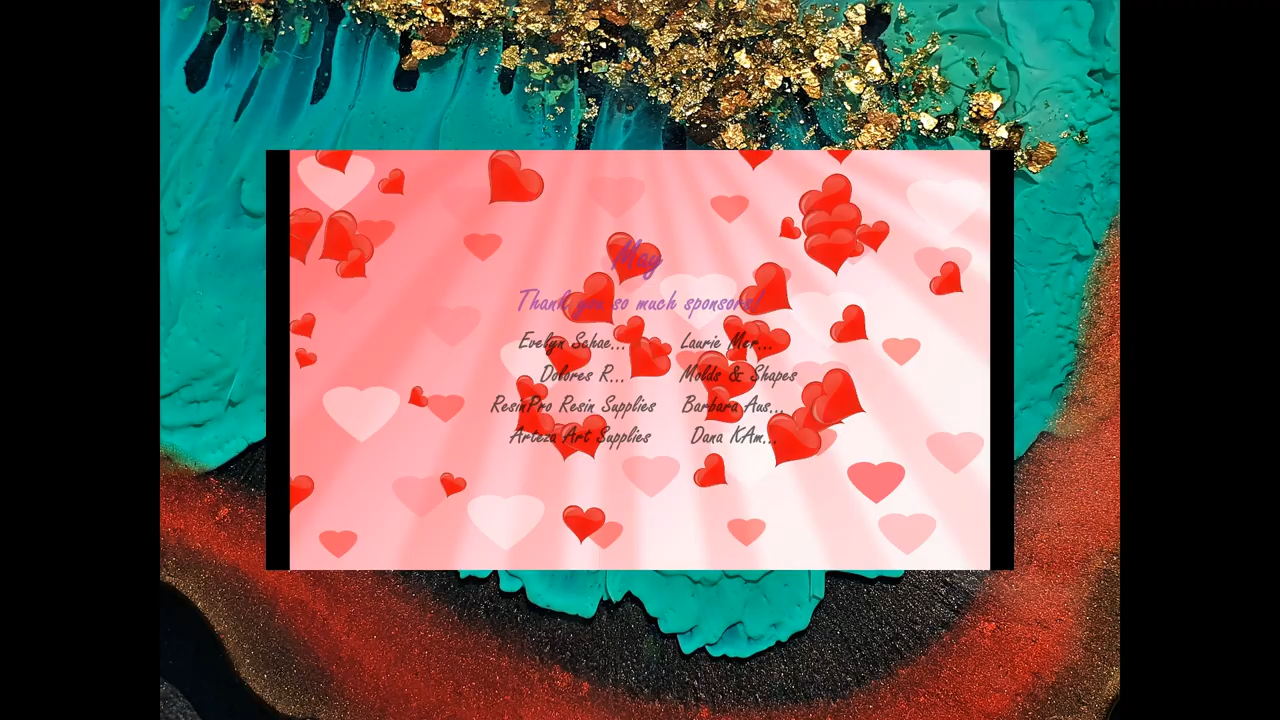 May
Thank you so much sponsors!
Evelyn Schae... Laurie Mer...
Dolores R... Molds & Shapes
ResinPro Resin Supplies Barbara Aus...
Arteza Art Supplies Dana KAm...